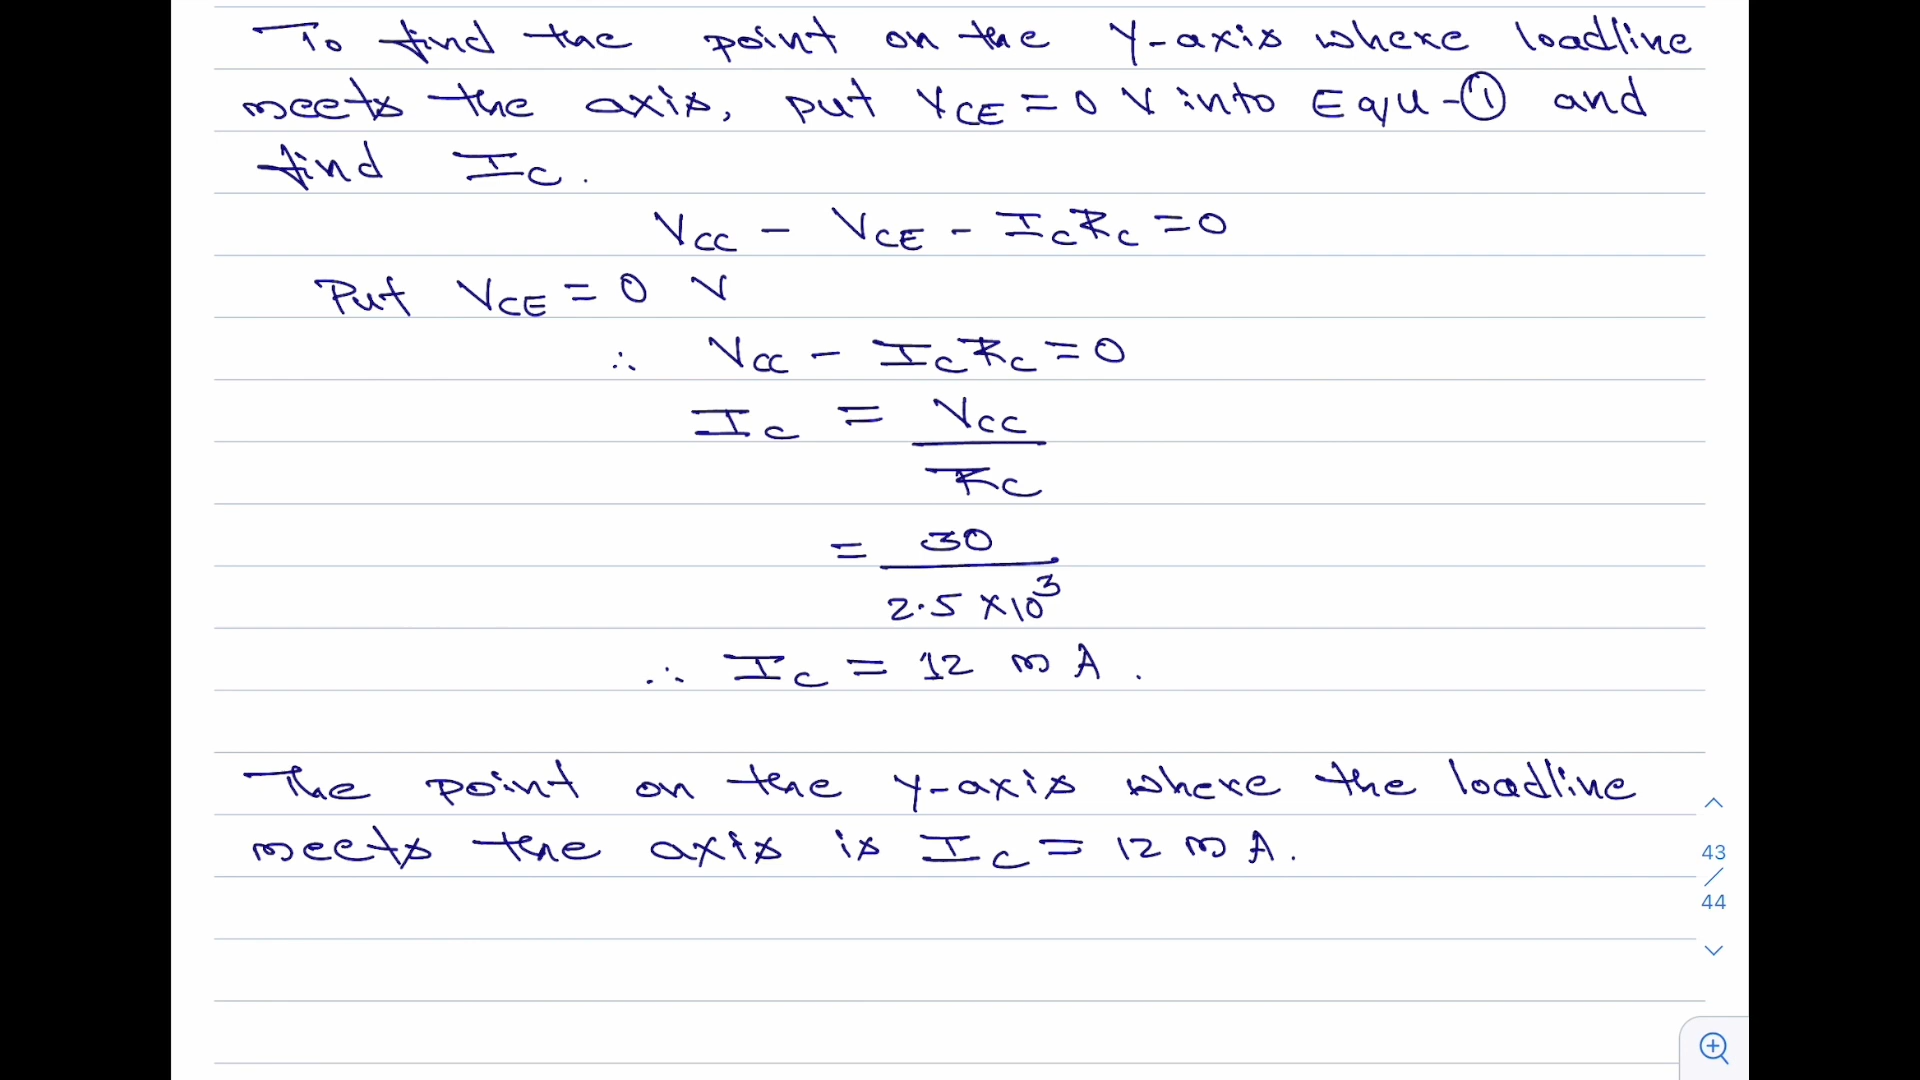 To find the point on the Y-axis where loadline
meets the axis, put VCE = 0 V into Equ-① and
find IC.
VCC - VCE - ICRC = 0
Put VCE = 0 V
∴ VCC - ICRC = 0
IC = VCC
RC
= 30
2.5 ×10³
∴ IC = 12 mA.
The point on the y-axis where the loadline
meets the axis is IC = 12 mA.
43
/
44